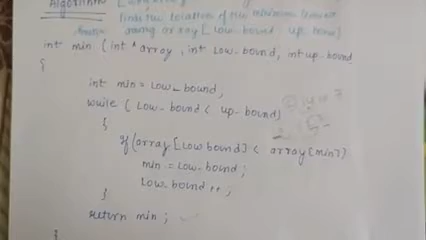 Algorithm
finds the location of the minimum element
among array [Low bound up bound]
int min (int * array, int Low_bound, int up_bound
{
int min = Low_bound;
while ( Low_bound < up_bound)
{
if (array [Low bound] < array [min])
min = Low_bound;
Low_bound ++ ;
}
return min ;
}